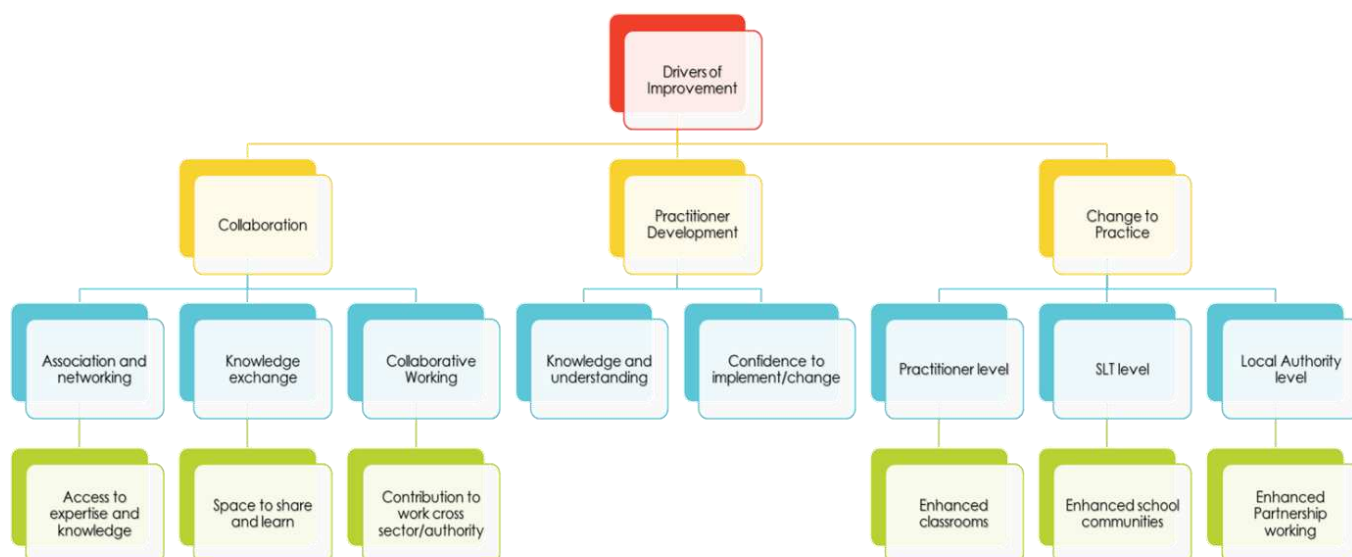 Drivers of
Improvement
Collaboration
Practitioner
Development
Change to
Practice
Association and
networking
Knowledge
exchange
Collaborative
Working
Knowledge and
understanding
Confidence to
implement/change
Practitioner level
SLT level
Local Authority
level
Access to
expertise and
knowledge
Space to share
and learn
Contribution to
work cross
sector/authority
Enhanced
classrooms
Enhanced school
communities
Enhanced
Partnership
working